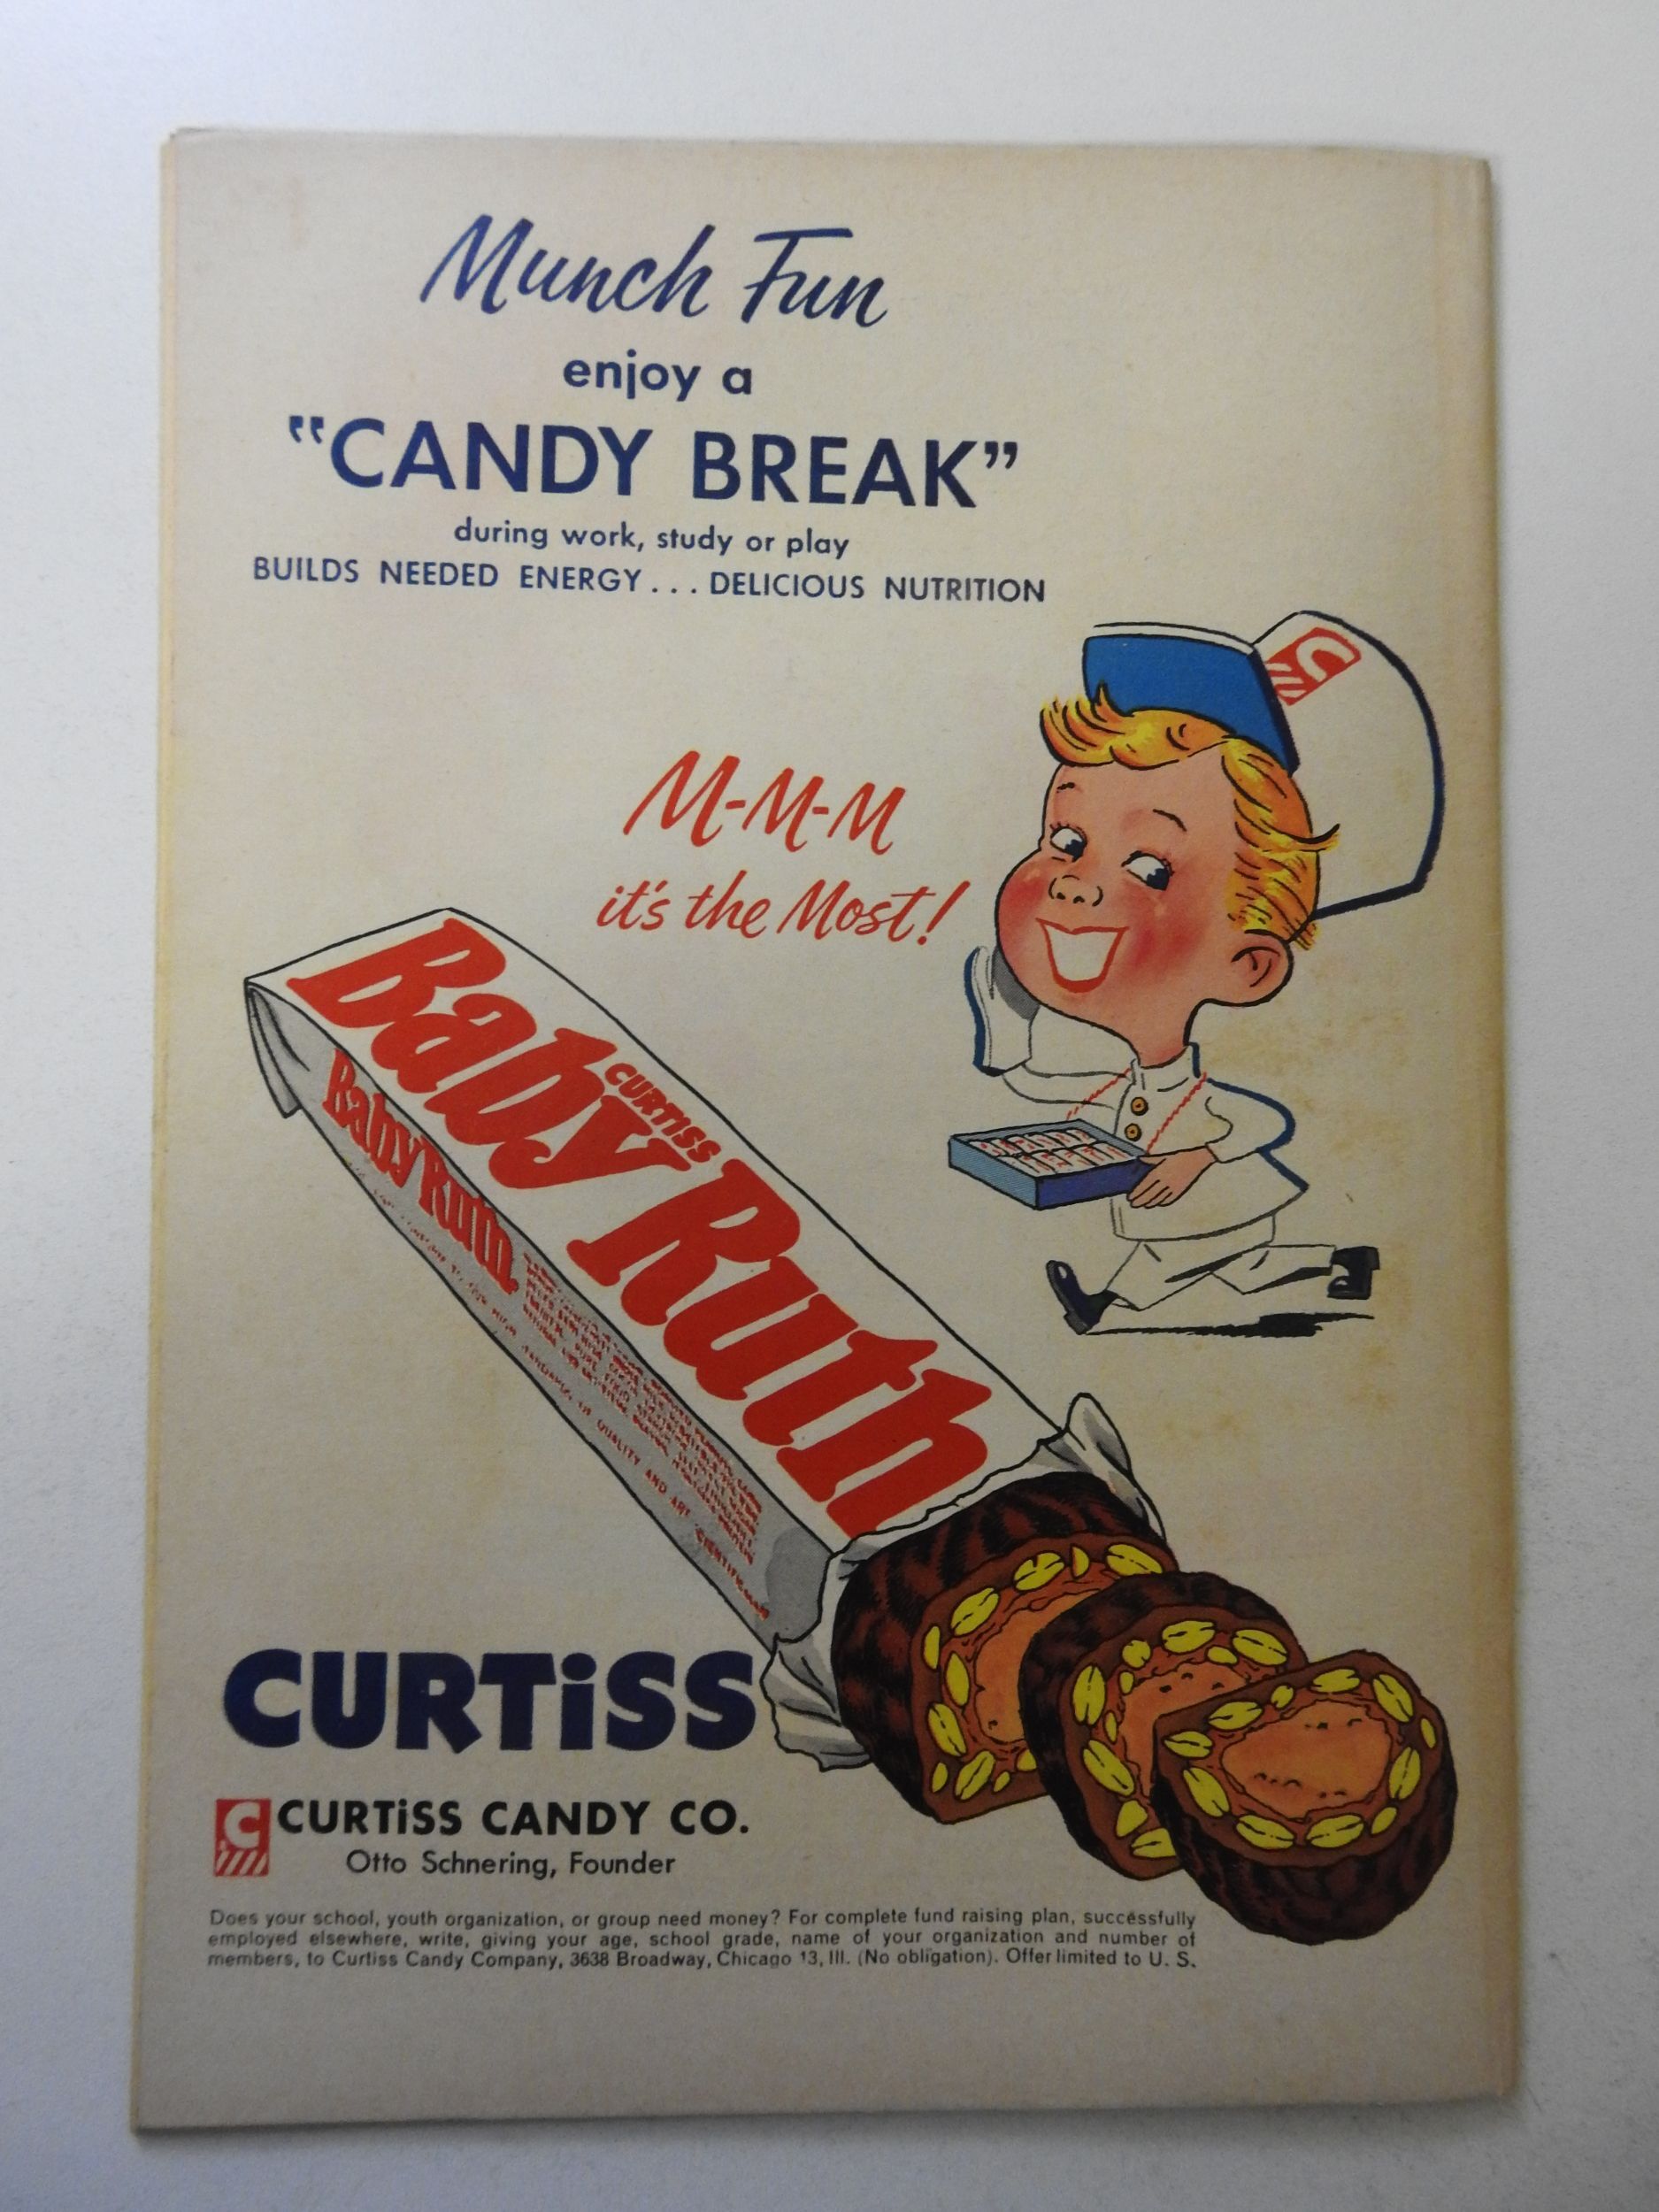 Munch Fun
enjoy a
"CANDY BREAK"
during work, study or play
BUILDS NEEDED ENERGY... DELICIOUS NUTRITION
C
M-M-M
it's the Most!
Baby Ruth
CURTISS
Baby Ruth
OF QUALITY AND
CURTiSS
C
CURTiSS CANDY CO.
Otto Schnering, Founder
Does your school, youth organization, or group need money? For complete fund raising plan, successfully
employed elsewhere, write, giving your age, school grade, name of your organization and number of
members, to Curtiss Candy Company, 3638 Broadway, Chicago 13, Ill. (No obligation). Offer limited to U. S.